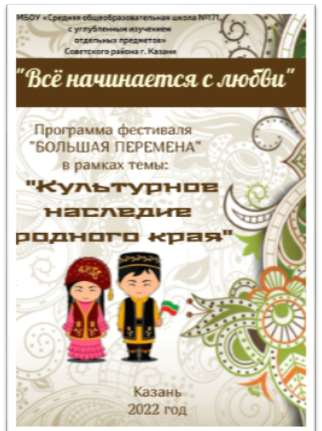 МБОУ «Средняя общеобразовательная школа №171
с углубленным изучением
отдельных предметов»
Советского района г. Казани
"Всё начинается с любви"
Программа фестиваля
"БОЛЬШАЯ ПЕРЕМЕНА"
в рамках темы:
"Культурное
наследие
родного края"
Казань
2022 год